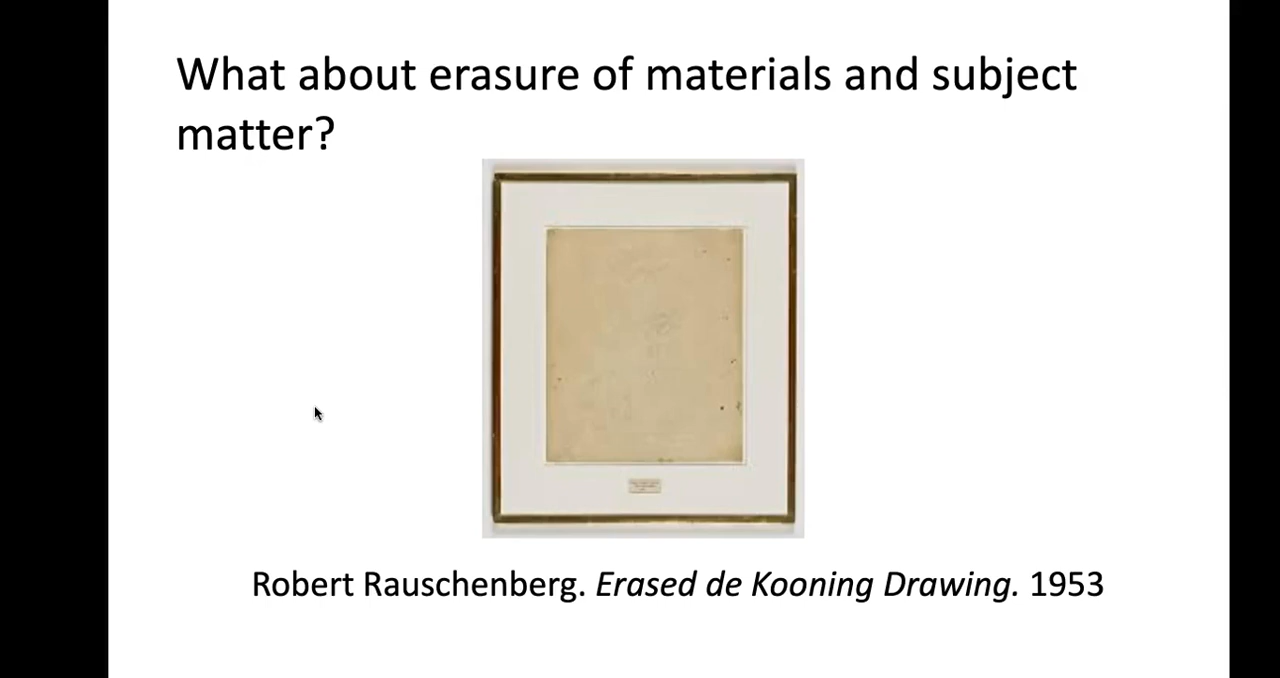 What about erasure of materials and subject
matter?
Robert Rauschenberg. Erased de Kooning Drawing. 1953